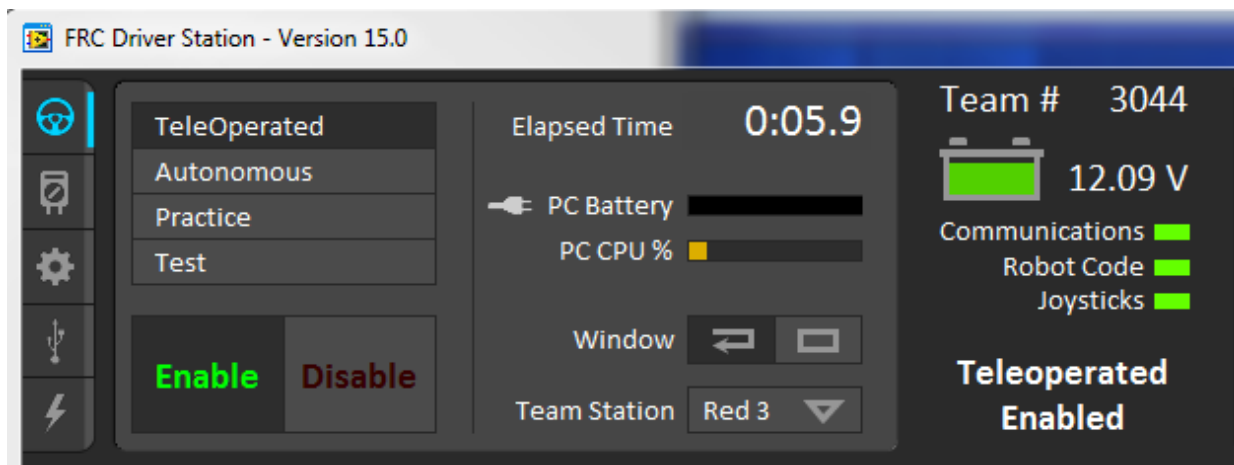 FRC Driver Station - Version 15.0
TeleOperated
Autonomous
Practice
Test
Enable
Disable
Elapsed Time 0:05.9
PC Battery
PC CPU %
Window
Team Station Red 3
Team # 3044
12.09 V
Communications
Robot Code
Joysticks
Teleoperated
Enabled